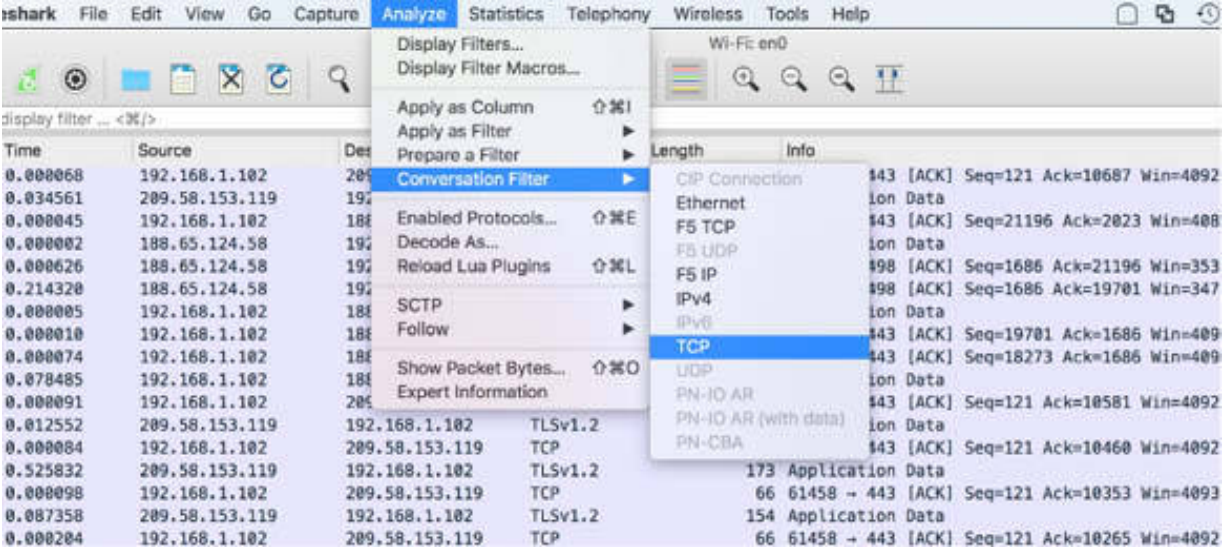 eshark File Edit View Go Capture Analyze Statistics Telephony Wireless Tools Help
Wi-Fi: en0
display filter ... <⌘/>
Display Filters...
Display Filter Macros...
Apply as Column ⇧⌘I
Apply as Filter ▶
Prepare a Filter ▶
Conversation Filter ▶
Enabled Protocols... ⇧⌘E
Decode As...
Reload Lua Plugins ⇧⌘L
SCTP ▶
Follow ▶
Show Packet Bytes... ⇧⌘O
Expert Information
CIP Connection
Ethernet
F5 TCP
F5 UDP
F5 IP
IPv4
IPv6
TCP
UDP
PN-IO AR
PN-IO AR (with data)
PN-CBA
Time Source Des Length Info
0.000068 192.168.1.102 209 443 [ACK] Seq=121 Ack=10687 Win=4092
0.034561 209.58.153.119 192 ion Data
0.000045 192.168.1.102 188 443 [ACK] Seq=21196 Ack=2023 Win=408
0.000002 188.65.124.58 192 ion Data
0.000626 188.65.124.58 192 498 [ACK] Seq=1686 Ack=21196 Win=353
0.214320 188.65.124.58 192 498 [ACK] Seq=1686 Ack=19701 Win=347
0.000005 192.168.1.102 188 ion Data
0.000010 192.168.1.102 188 443 [ACK] Seq=19701 Ack=1686 Win=409
0.000074 192.168.1.102 188 443 [ACK] Seq=18273 Ack=1686 Win=409
0.078485 192.168.1.102 188 ion Data
0.000091 192.168.1.102 209 443 [ACK] Seq=121 Ack=10581 Win=4092
0.012552 209.58.153.119 192.168.1.102 TLSv1.2 ion Data
0.000084 192.168.1.102 209.58.153.119 TCP 443 [ACK] Seq=121 Ack=10460 Win=4092
0.525832 209.58.153.119 192.168.1.102 TLSv1.2 173 Application Data
0.000098 192.168.1.102 209.58.153.119 TCP 66 61458 → 443 [ACK] Seq=121 Ack=10353 Win=4093
0.087358 209.58.153.119 192.168.1.102 TLSv1.2 154 Application Data
0.000204 192.168.1.102 209.58.153.119 TCP 66 61458 → 443 [ACK] Seq=121 Ack=10265 Win=4092